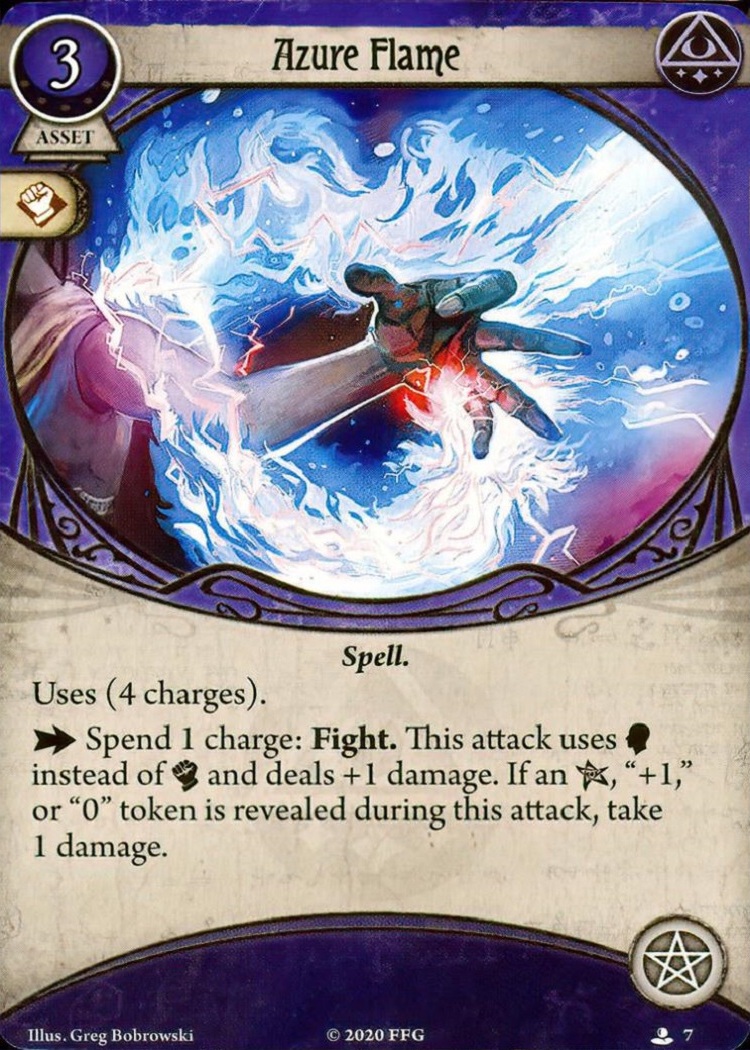 3
Azure Flame
ASSET
Spell.
Uses (4 charges).
Spend 1 charge: Fight. This attack uses
instead of and deals +1 damage. If an , “+1,”
or “0” token is revealed during this attack, take
1 damage.
Illus. Greg Bobrowski
© 2020 FFG
7